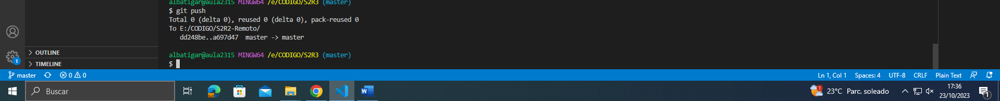 albatigar@aula2315 MINGW64 /e/CODIGO/S2R3 (master)
$ git push
Total 0 (delta 0), reused 0 (delta 0), pack-reused 0
To E:/CODIGO/S2R2-Remoto/
   dd248be..a697d47  master -> master
albatigar@aula2315 MINGW64 /e/CODIGO/S2R3 (master)
$
OUTLINE
TIMELINE
1
master 0 0 Ln 1, Col 1 Spaces: 4 UTF-8 CRLF Plain Text
Buscar 1 23°C Parc. soleado 17:36
23/10/2023 1